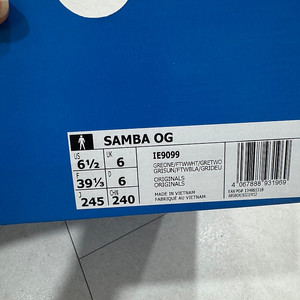 SAMBA OG
US UK
6½ 6
F D
39⅓ 6
J CHN
245 240
IE9099
GREONE/FTWWHT/GRETWO
GRISUN/FTWBLA/GRIDEU
ORIGINALS
ORIGINALS
MADE IN VIETNAM
FABRIQUÉ AU VIETNAM
4 067888 931969